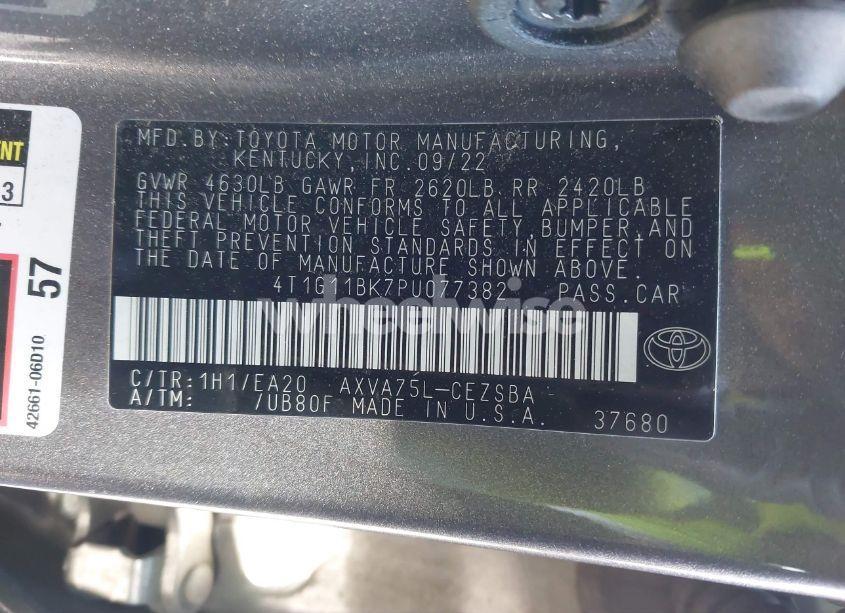 MFD.BY:TOYOTA MOTOR MANUFACTURING,
KENTUCKY, INC. 09/22
GVWR 4630LB GAWR FR 2620LB RR 2420LB
THIS VEHICLE CONFORMS TO ALL APPLICABLE
FEDERAL MOTOR VEHICLE SAFETY, BUMPER, AND
THEFT PREVENTION STANDARDS IN EFFECT ON
THE DATE OF MANUFACTURE SHOWN ABOVE.
4T1G11BK7PU077382 PASS.CAR
wheelwise
C/TR:1H1/EA20 AXVA75L-CEZSBA
A/TM: /UB80F MADE IN U.S.A.
37680
57
42661-06D10
3